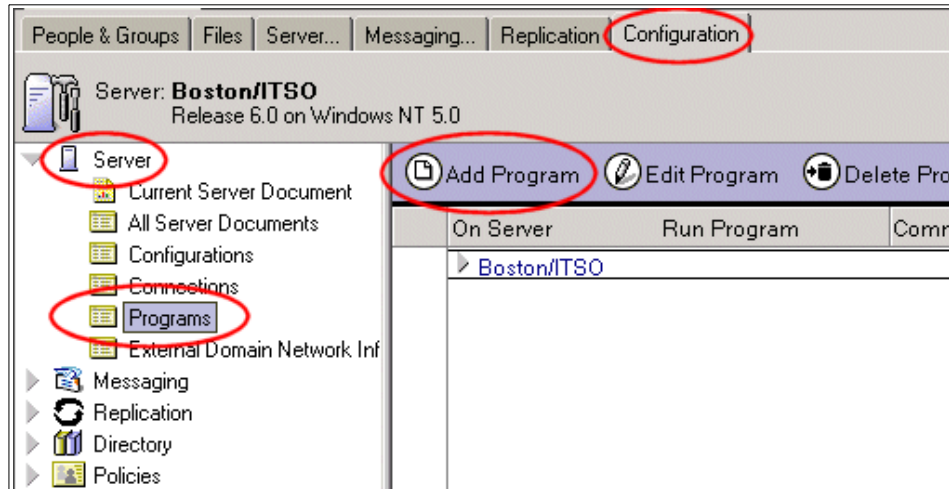 People & Groups Files Server... Messaging... Replication Configuration
Server: Boston/ITSO
Release 6.0 on Windows NT 5.0
Server
Current Server Document
All Server Documents
Configurations
Connections
Programs
External Domain Network Inf
Messaging
Replication
Directory
Policies
Add Program Edit Program Delete Pro
On Server Run Program Comm
Boston/ITSO